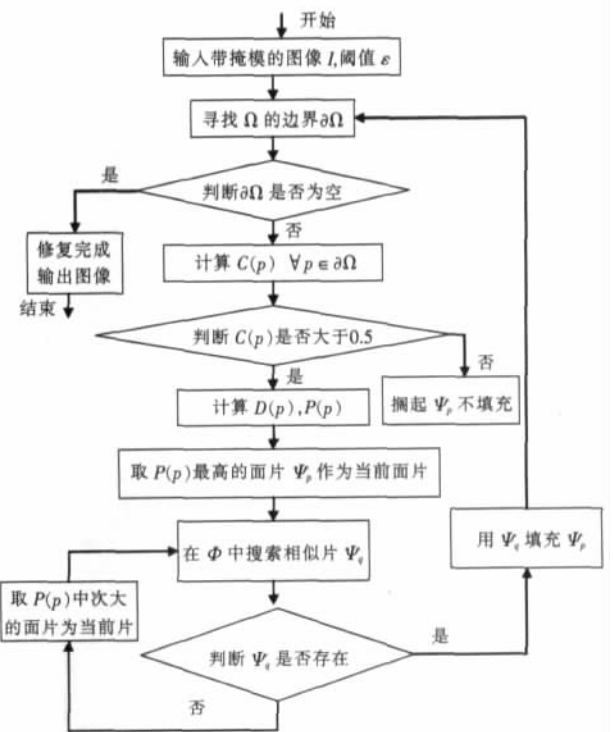 开始
输入带掩模的图像 I,阈值 ε
寻找 Ω 的边界∂Ω
是
判断∂Ω 是否为空
否
修复完成
输出图像
结束
计算 C(p) ∀p∈∂Ω
判断 C(p)是否大于0.5
否
是
搁起 Ψp 不填充
计算 D(p),P(p)
取 P(p)最高的面片 Ψp 作为当前面片
在 Φ 中搜索相似片 Ψq
用 Ψq 填充 Ψp
取 P(p)中次大
的面片为当前片
是
判断 Ψq 是否存在
否